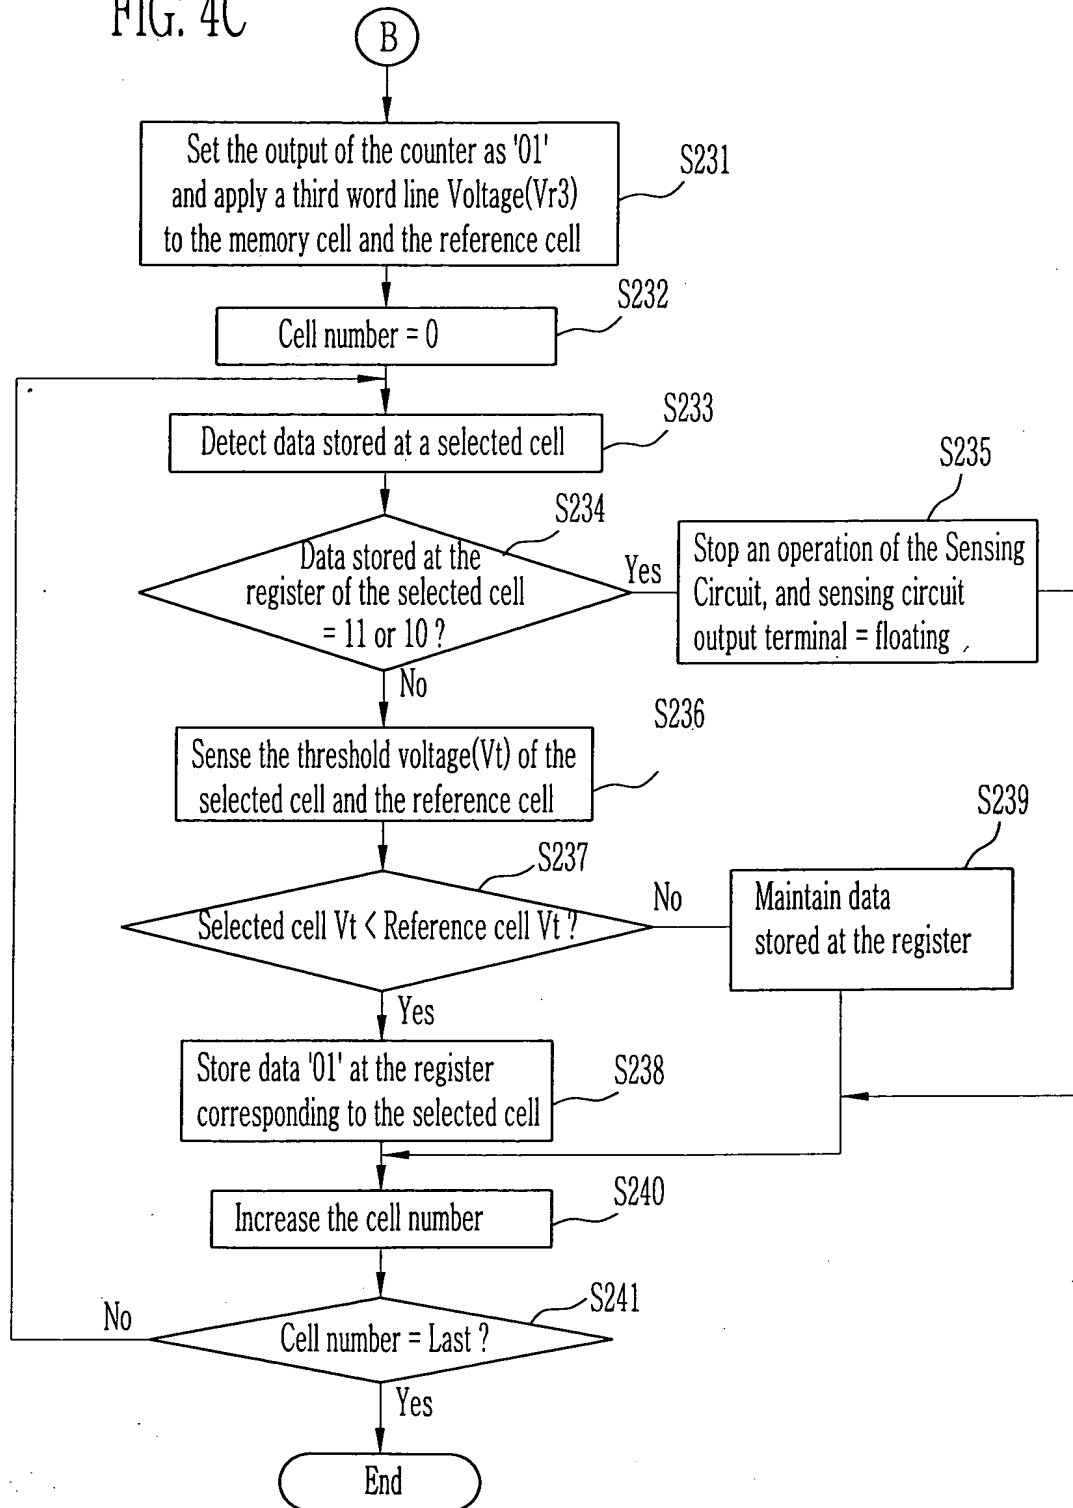 FIG. 4C
B
Set the output of the counter as '01'
and apply a third word line Voltage(Vr3)
to the memory cell and the reference cell
S231
S232
Cell number = 0
S233
Detect data stored at a selected cell
S234
Data stored at the
register of the selected cell
= 11 or 10 ?
Yes
No
S235
Stop an operation of the Sensing
Circuit, and sensing circuit
output terminal = floating
S236
Sense the threshold voltage(Vt) of the
selected cell and the reference cell
S237
Selected cell Vt < Reference cell Vt ?
No
Yes
S239
Maintain data
stored at the register
Store data '01' at the register
corresponding to the selected cell
S238
S240
Increase the cell number
S241
Cell number = Last ?
No
Yes
End